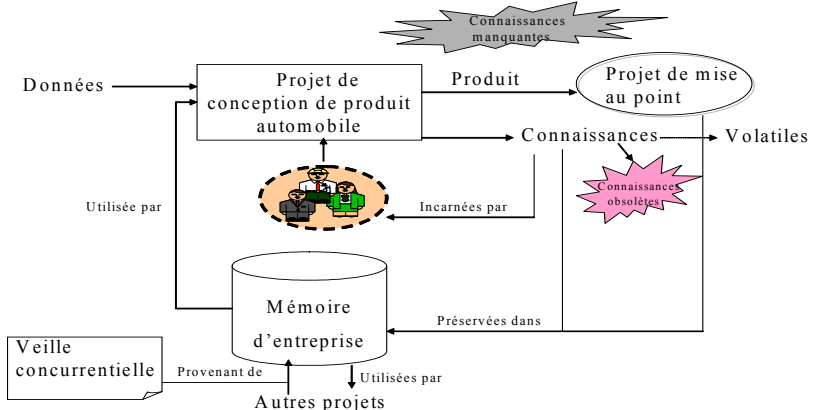 Connaissances
manquantes
Données
Projet de
conception de produit
automobile
Produit
Projet de mise
au point
Connaissances
Volatiles
Connaissances
obsolètes
Utilisée par
Incarnées par
Mémoire
d'entreprise
Préservées dans
Veille
concurrentielle
Provenant de
Utilisées par
Autres projets